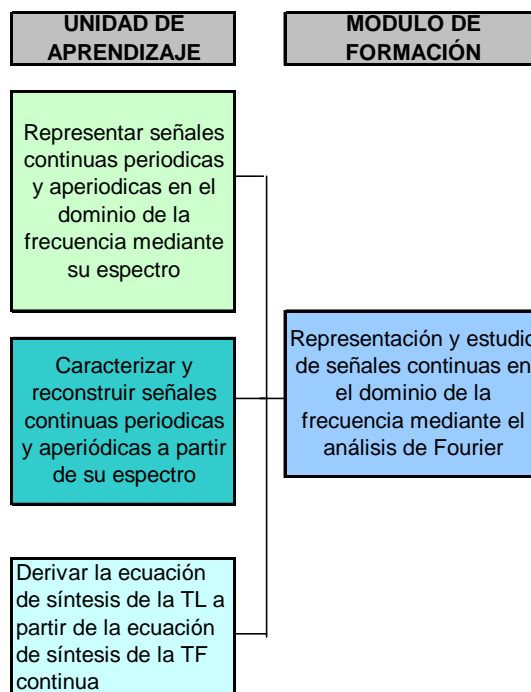 UNIDAD DE
APRENDIZAJE
MODULO DE
FORMACIÓN
Representar señales
continuas periodicas
y aperiodicas en el
dominio de la
frecuencia mediante
su espectro
Caracterizar y
reconstruir señales
continuas periodicas
y aperiódicas a partir
de su espectro
Representación y estudio
de señales continuas en
el dominio de la
frecuencia mediante el
análisis de Fourier
Derivar la ecuación
de síntesis de la TL a
partir de la ecuación
de síntesis de la TF
continua